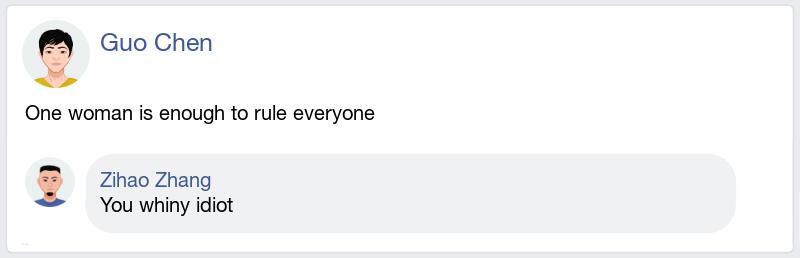 Guo Chen
One woman is enough to rule everyone
Zihao Zhang
You whiny idiot